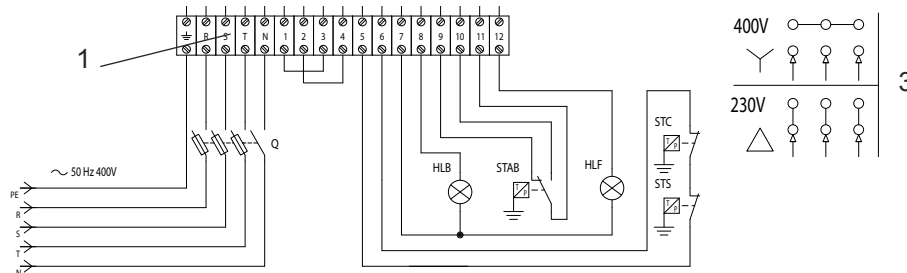 R S T N 1 2 3 4 5 6 7 8 9 10 11 12
1
400V
3
230V
Q
STC
T P
HLB
STAB
T P
HLF
STS
T P
~ 50 Hz 400V
PE
R
S
T
N